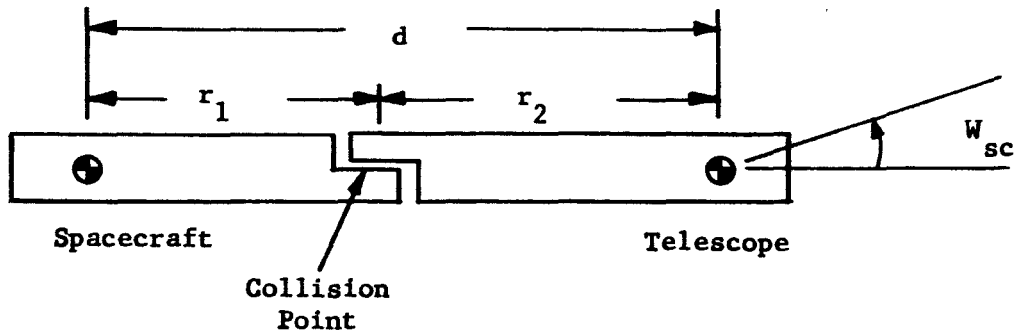 d
r1
r2
Wsc
Spacecraft
Telescope
Collision
Point